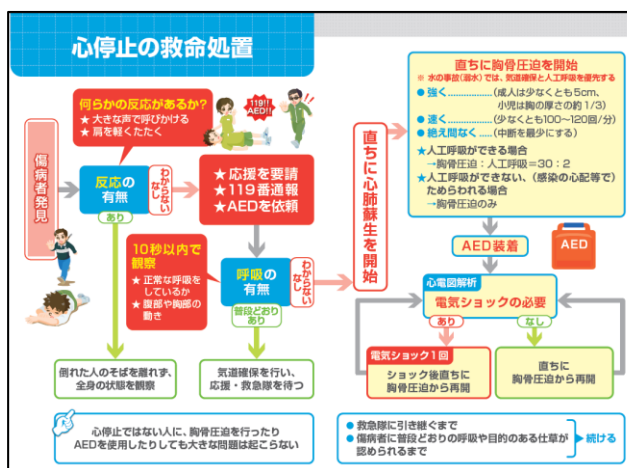 心停止の救命処置
何らかの反応があるか?
★ 大きな声で呼びかける
★ 肩を軽くたたく
119!!
AED!!
傷病者発見
反応の
有無
わからない
なし
あり
★応援を要請
★119番通報
★AEDを依頼
10秒以内で
観察
★ 正常な呼吸を
しているか
★ 腹部や胸部の
動き
呼吸の
有無
わからない
なし
普段どおり
あり
倒れた人のそばを離れず、
全身の状態を観察
気道確保を行い、
応援・救急隊を待つ
心停止ではない人に、胸骨圧迫を行ったり
AEDを使用したりしても大きな問題は起こらない
直ちに心肺蘇生を開始
直ちに胸骨圧迫を開始
※ 水の事故(溺水)では、気道確保と人工呼吸を優先する
● 強く............(成人は少なくとも5cm、
小児は胸の厚さの約 1/3)
● 速く............(少なくとも100~120回/分)
● 絶え間なく......(中断を最少にする)
★人工呼吸ができる場合
→胸骨圧迫:人工呼吸=30:2
★人工呼吸ができない、(感染の心配等で)
ためらわれる場合
→胸骨圧迫のみ
AED装着
AED
心電図解析
電気ショックの必要
あり
なし
電気ショック1回
ショック後直ちに
胸骨圧迫から再開
直ちに
胸骨圧迫から再開
● 救急隊に引き継ぐまで
● 傷病者に普段どおりの呼吸や目的のある仕草が
認められるまで
▶続ける